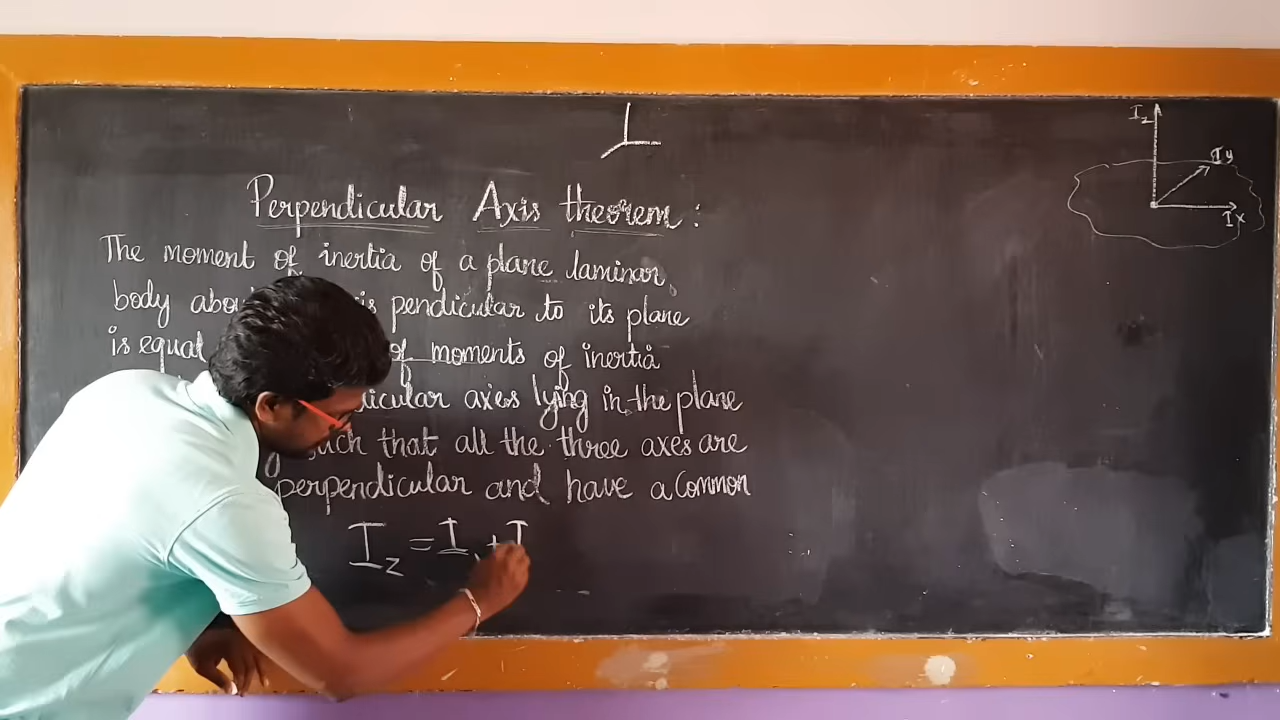 Perpendicular Axis theorem:
The moment of inertia of a plane laminar,
body is pendicular to its plane
is equal of moments of inertia
axes lying in the plane
such that all the three axes are
perpendicular and have a common
I_z = I + I
I_z
I_y
I_x